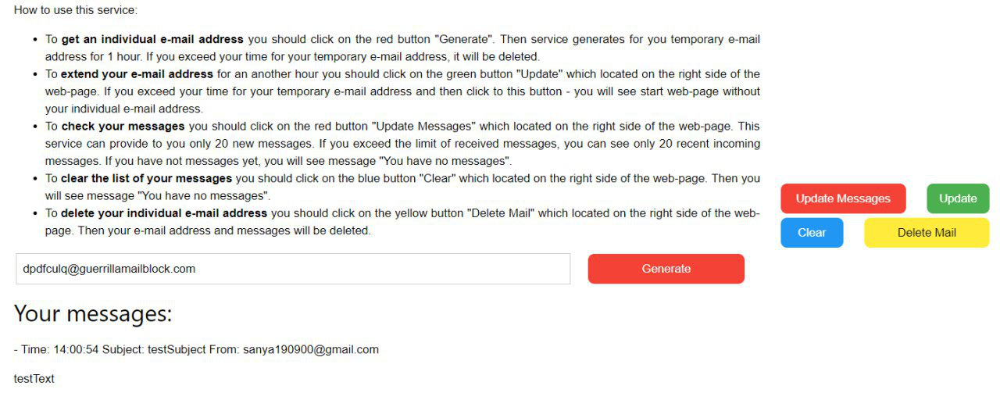 How to use this service:
• To get an individual e-mail address you should click on the red button "Generate". Then service generates for you temporary e-mail
address for 1 hour. If you exceed your time for your temporary e-mail address, it will be deleted.
• To extend your e-mail address for an another hour you should click on the green button "Update" which located on the right side of the
web-page. If you exceed your time for your temporary e-mail address and then click to this button - you will see start web-page without
your individual e-mail address.
• To check your messages you should click on the red button "Update Messages" which located on the right side of the web-page. This
service can provide to you only 20 new messages. If you exceed the limit of received messages, you can see only 20 recent incoming
messages. If you have not messages yet, you will see message "You have no messages".
• To clear the list of your messages you should click on the blue button "Clear" which located on the right side of the web-page. Then you
will see message "You have no messages".
• To delete your individual e-mail address you should click on the yellow button "Delete Mail" which located on the right side of the web-
page. Then your e-mail address and messages will be deleted.
Update Messages Update
Clear Delete Mail
dpdfculq@guerrillamailblock.com Generate
Your messages:
- Time: 14:00:54 Subject: testSubject From: sanya190900@gmail.com
testText